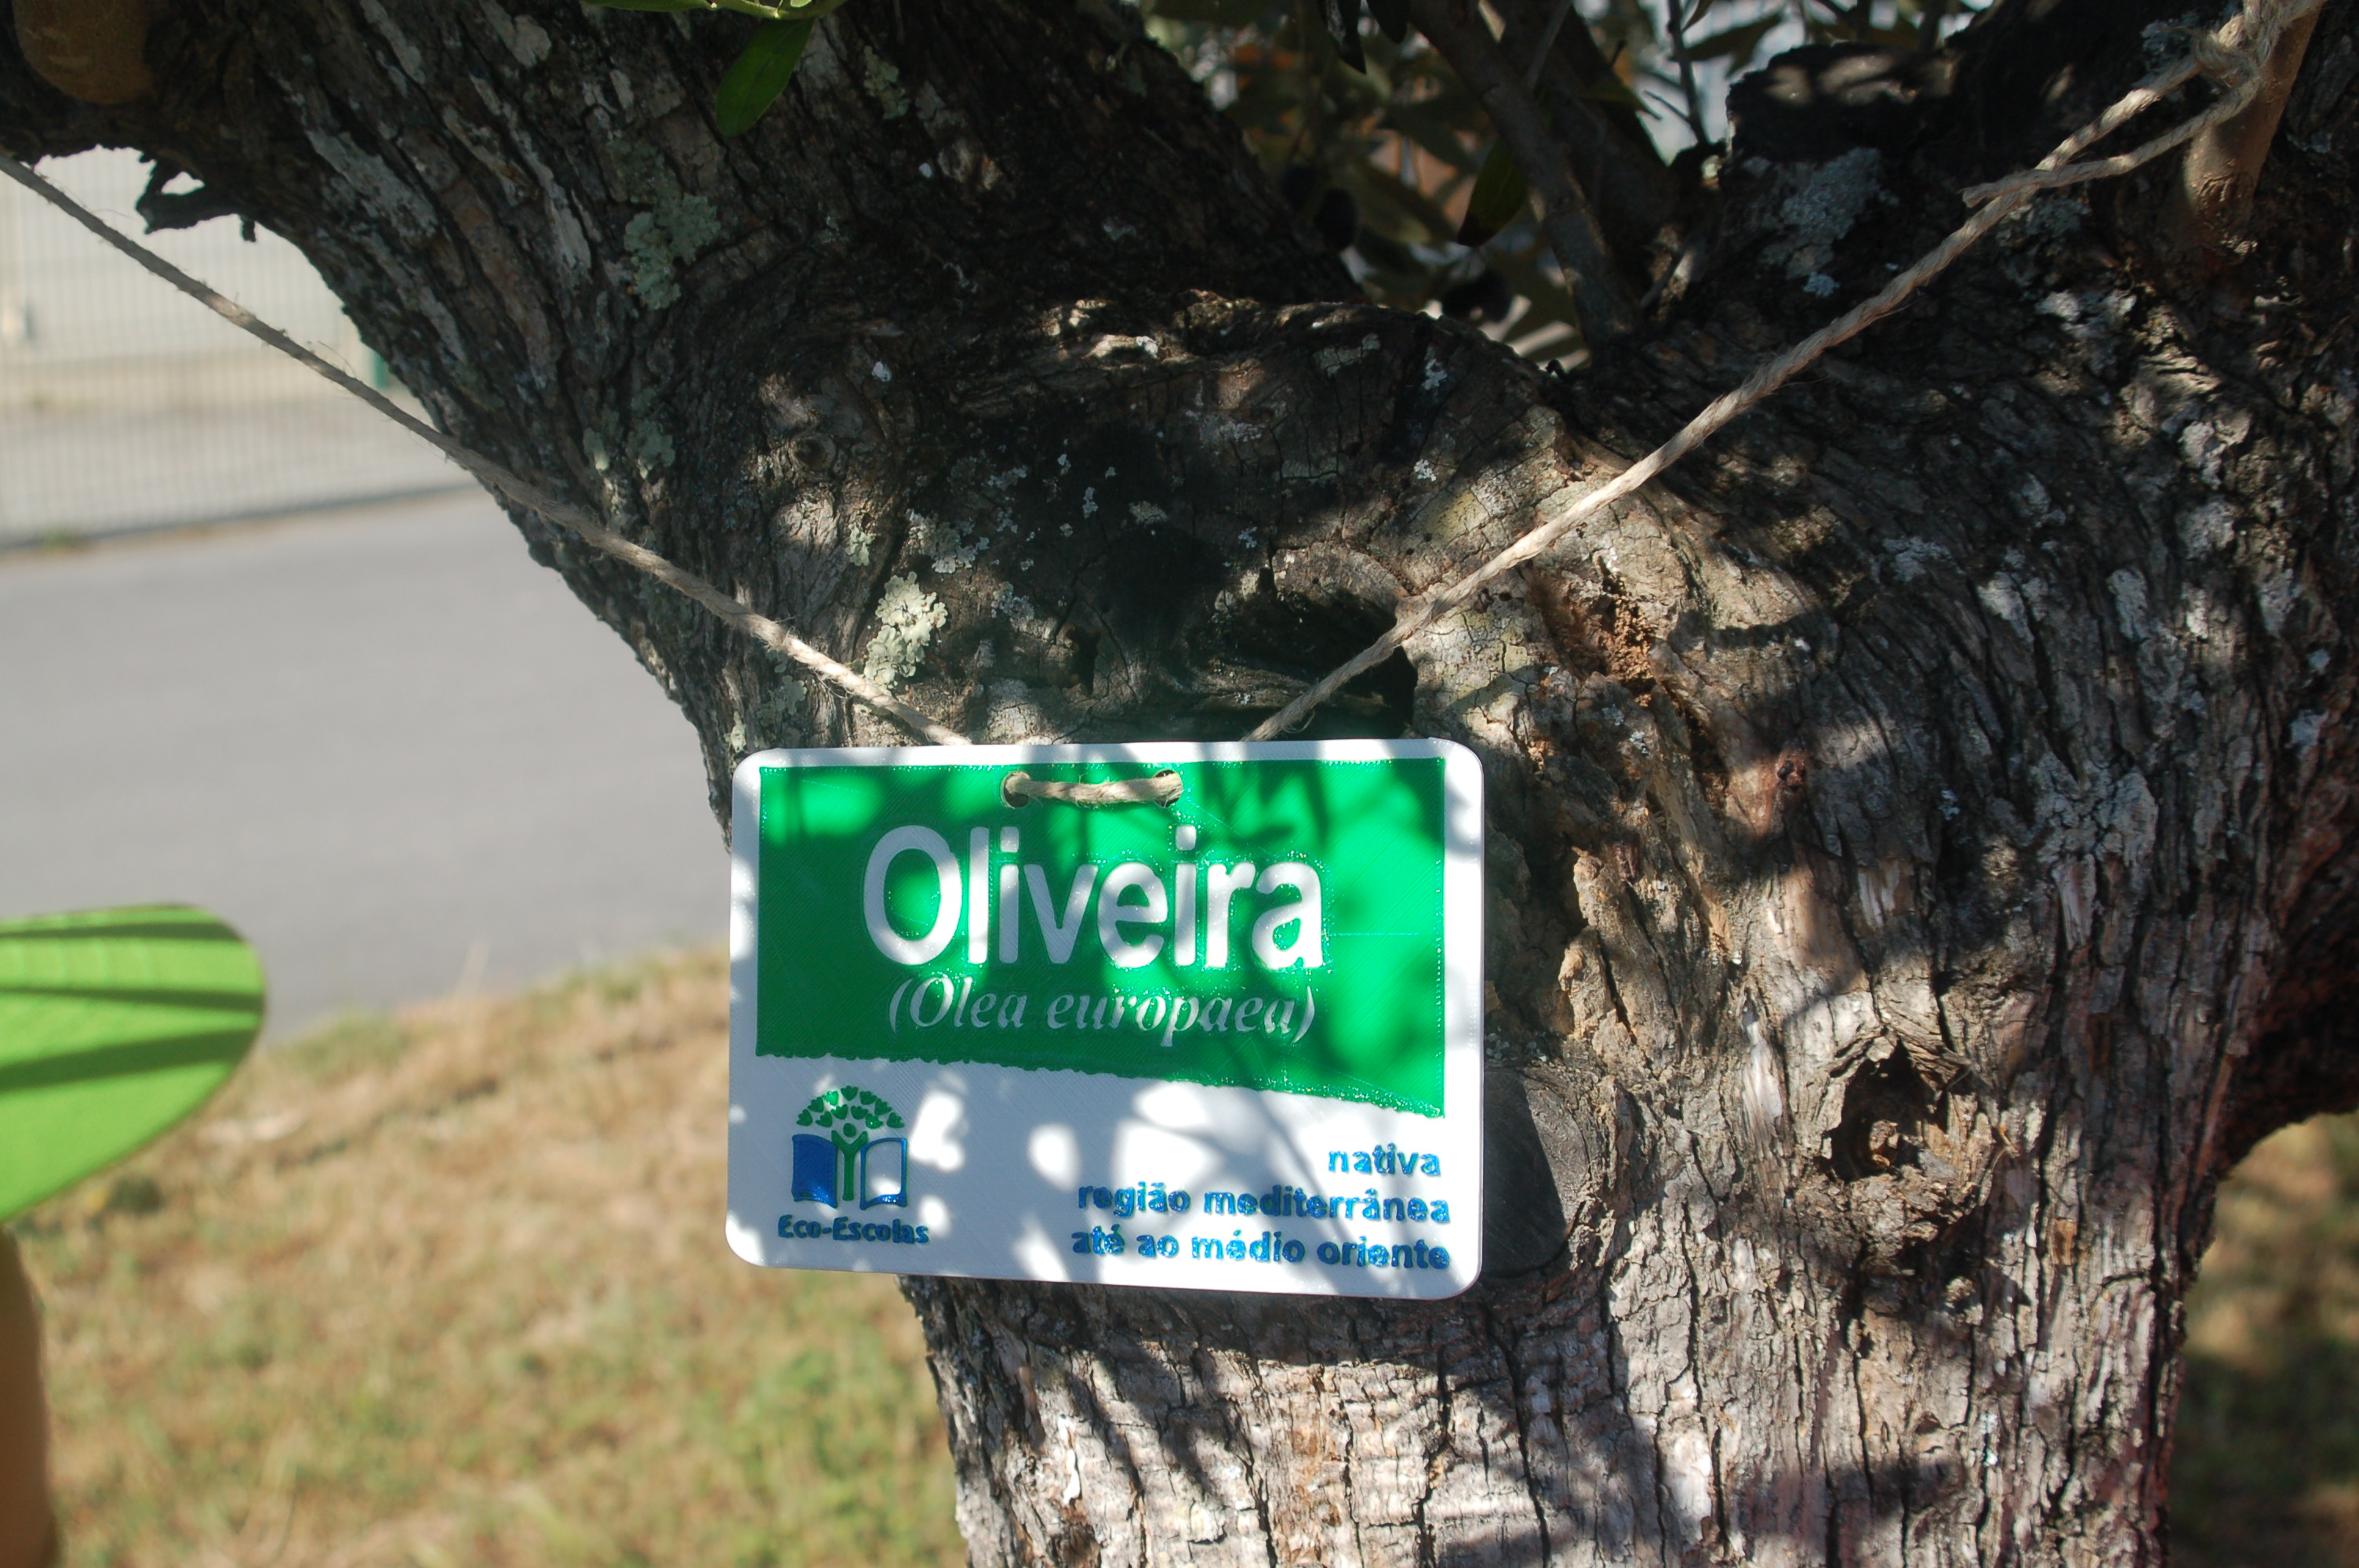 Oliveira
(Olea europaea)
Eco-Escolas
nativa
região mediterrânea
até ao médio oriente